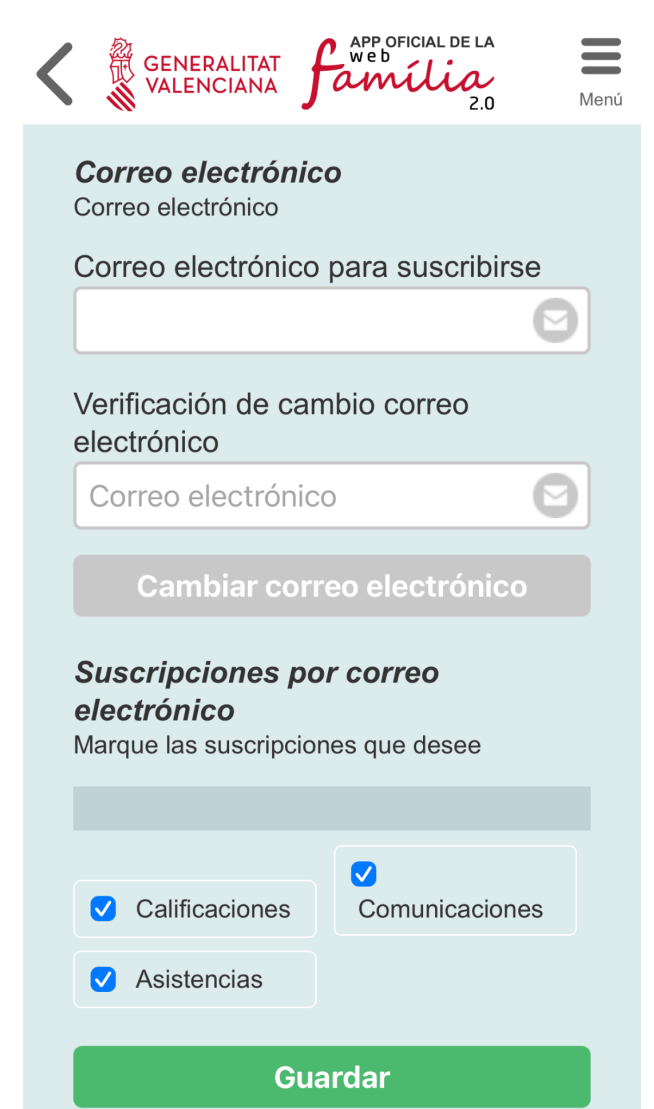 GENERALITAT
VALENCIANA
APP OFICIAL DE LA
web
família
2.0
Menú
Correo electrónico
Correo electrónico
Correo electrónico para suscribirse
Verificación de cambio correo
electrónico
Correo electrónico
Cambiar correo electrónico
Suscripciones por correo
electrónico
Marque las suscripciones que desee
Calificaciones
Comunicaciones
Asistencias
Guardar